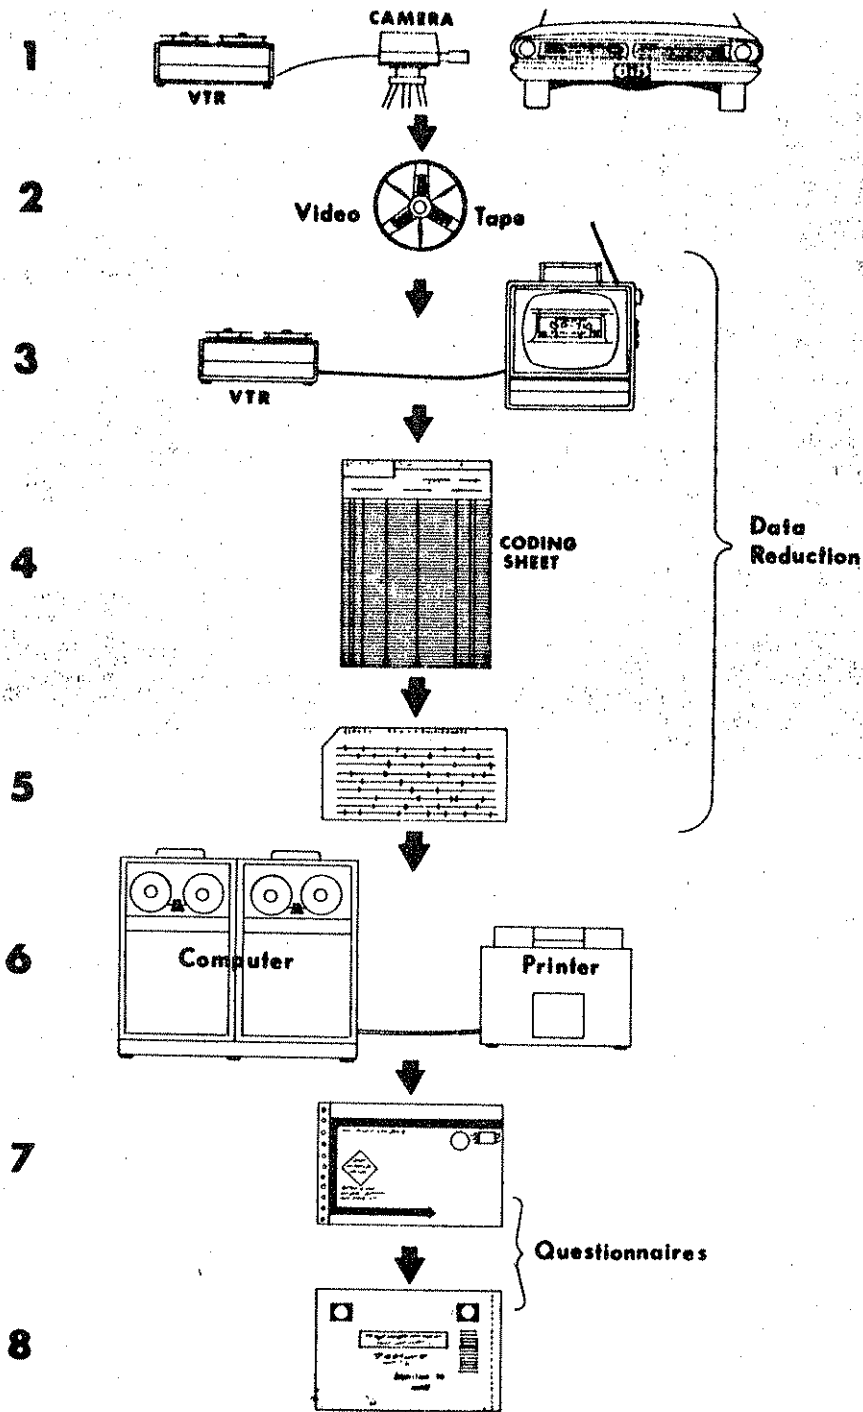 1
CAMERA
VTR
2
Video Tape
3
VTR
4
CODING
SHEET
Data
Reduction
5
6
Computer
Printer
7
Questionnaires
8